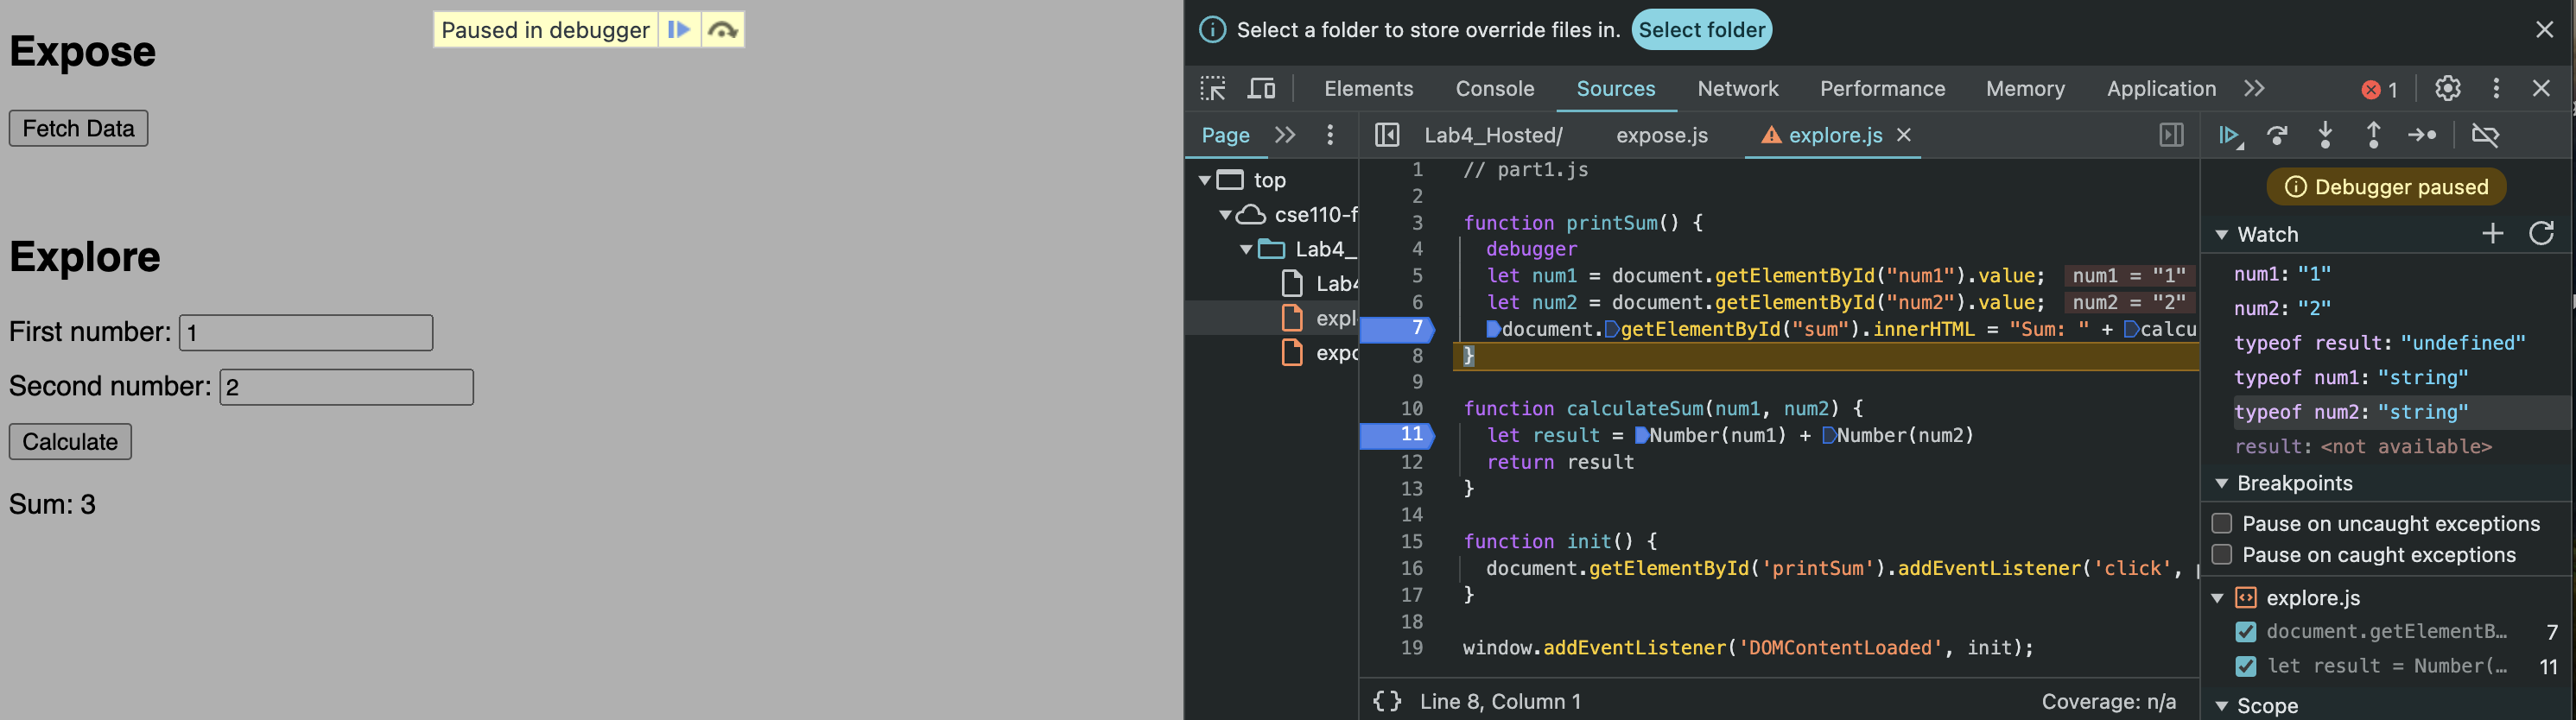 Expose
Paused in debugger
Fetch Data
Explore
First number: 1
Second number: 2
Calculate
Sum: 3
Select a folder to store override files in. Select folder
Elements Console Sources Network Performance Memory Application 1
Page
Lab4_Hosted/ expose.js explore.js
top
cse110-f
Lab4_
Lab4
expl
expo
1 // part1.js
2
3 function printSum() {
4 debugger
5 let num1 = document.getElementById("num1").value; num1 = "1"
6 let num2 = document.getElementById("num2").value; num2 = "2"
7 document.getElementById("sum").innerHTML = "Sum: " + calcu
8 }
9
10 function calculateSum(num1, num2) {
11 let result = Number(num1) + Number(num2)
12 return result
13 }
14
15 function init() {
16 document.getElementById('printSum').addEventListener('click',
17 }
18
19 window.addEventListener('DOMContentLoaded', init);
{} Line 8, Column 1 Coverage: n/a
Debugger paused
Watch
num1: "1"
num2: "2"
typeof result: "undefined"
typeof num1: "string"
typeof num2: "string"
result: <not available>
Breakpoints
Pause on uncaught exceptions
Pause on caught exceptions
explore.js
document.getElementB… 7
let result = Number(… 11
Scope